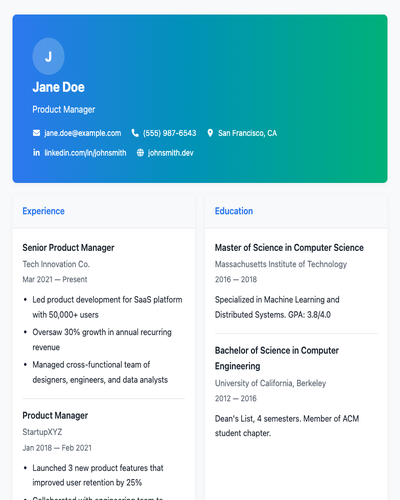 J
Jane Doe
Product Manager
jane.doe@example.com (555) 987-6543 San Francisco, CA
linkedin.com/in/johnsmith johnsmith.dev
Experience
Senior Product Manager
Tech Innovation Co.
Mar 2021 — Present
• Led product development for SaaS platform
with 50,000+ users
• Oversaw 30% growth in annual recurring
revenue
• Managed cross-functional team of
designers, engineers, and data analysts
Product Manager
StartupXYZ
Jan 2018 — Feb 2021
• Launched 3 new product features that
improved user retention by 25%
• Collaborated with engineering team to
Education
Master of Science in Computer Science
Massachusetts Institute of Technology
2016 — 2018
Specialized in Machine Learning and
Distributed Systems. GPA: 3.8/4.0
Bachelor of Science in Computer
Engineering
University of California, Berkeley
2012 — 2016
Dean's List, 4 semesters. Member of ACM
student chapter.